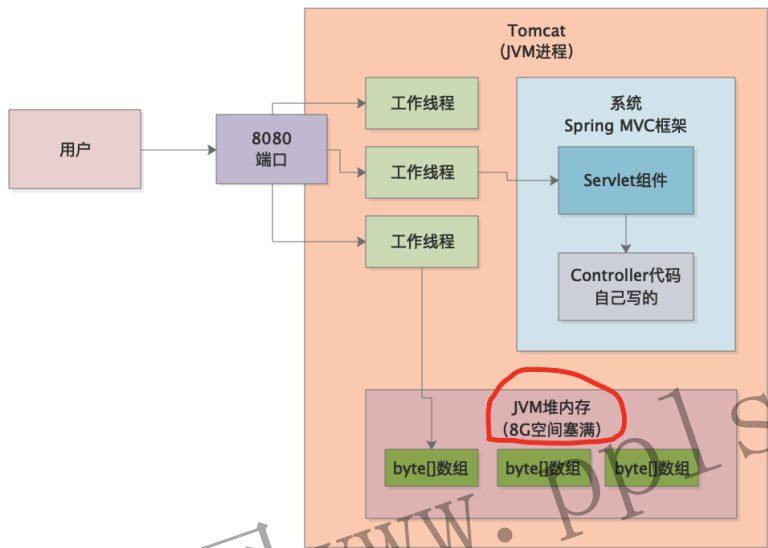 Tomcat
（JVM进程）
用户
8080
端口
工作线程
工作线程
工作线程
系统
Spring MVC框架
Servlet组件
Controller代码
自己写的
JVM堆内存
（8G空间塞满）
byte[]数组
byte[]数组
byte[]数组
www.pp1s